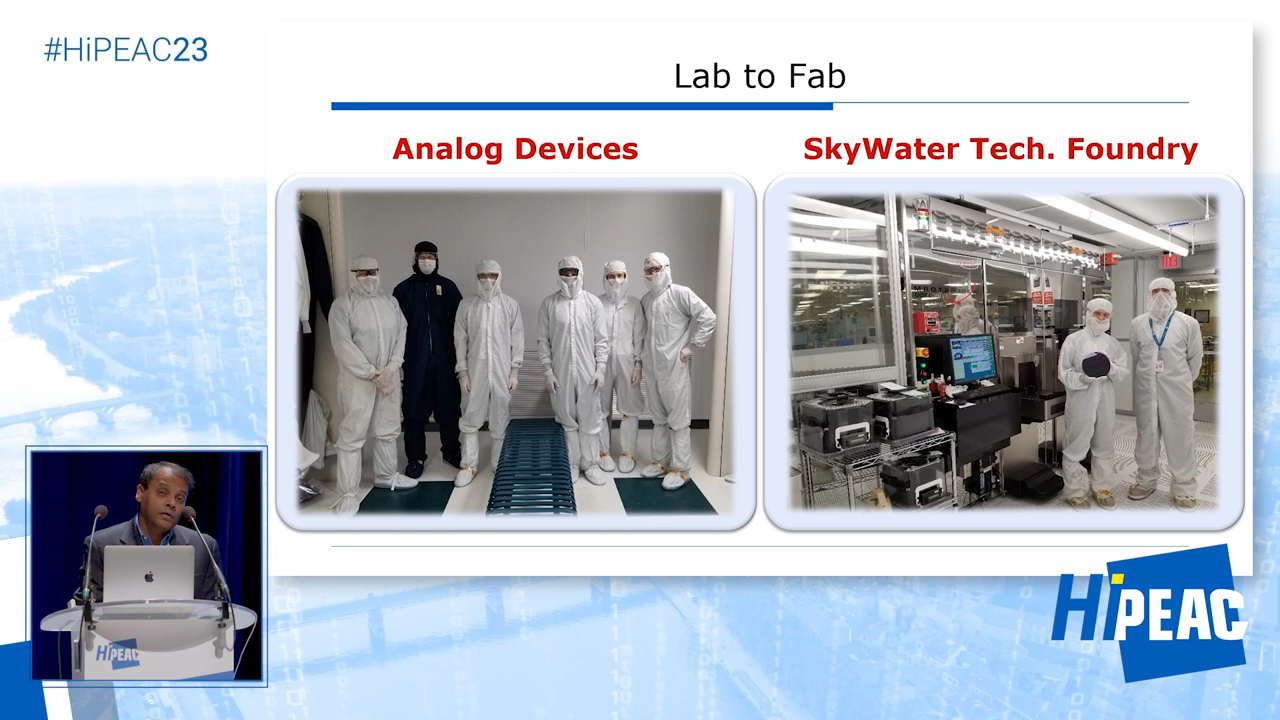 #HiPEAC23
Lab to Fab
Analog Devices
SkyWater Tech. Foundry
HiPEAC
HiPEAC